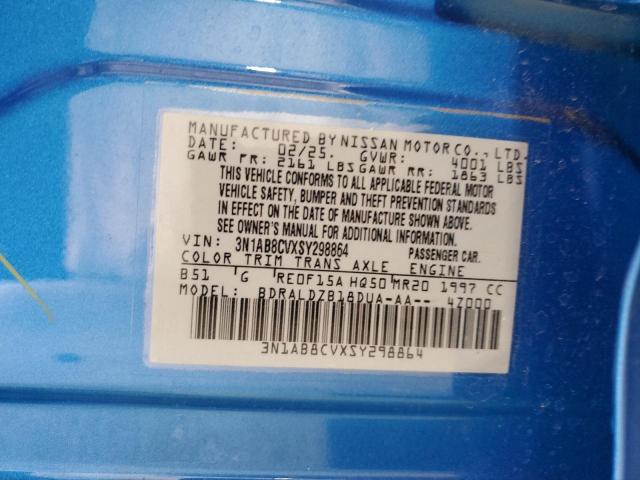 MANUFACTURED BY NISSAN MOTOR CO., LTD.
DATE: 02/25. GVWR: 4001 LBS
GAWR FR: 2161 LBS GAWR RR: 1863 LBS
THIS VEHICLE CONFORMS TO ALL APPLICABLE FEDERAL MOTOR
VEHICLE SAFETY, BUMPER AND THEFT PREVENTION STANDARDS
IN EFFECT ON THE DATE OF MANUFACTURE SHOWN ABOVE.
SEE OWNER'S MANUAL FOR ADDITIONAL INFORMATION
VIN: 3N1AB8CVXSY298864 PASSENGER CAR.
COLOR TRIM TRANS AXLE ENGINE
B51 G RE0F15A HQ50 MR20 1997 CC
MODEL: BDRALDZ818DUA-AA-- 4Z000
3N1AB8CVXSY298864